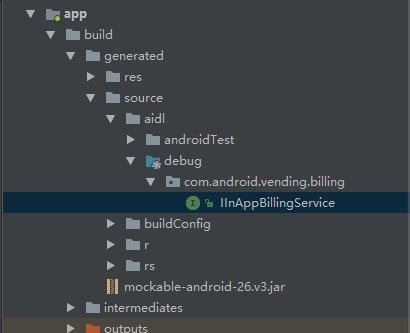 app
build
generated
res
source
aidl
androidTest
debug
com.android.vending.billing
IInAppBillingService
buildConfig
r
rs
mockable-android-26.v3.jar
intermediates
outputs